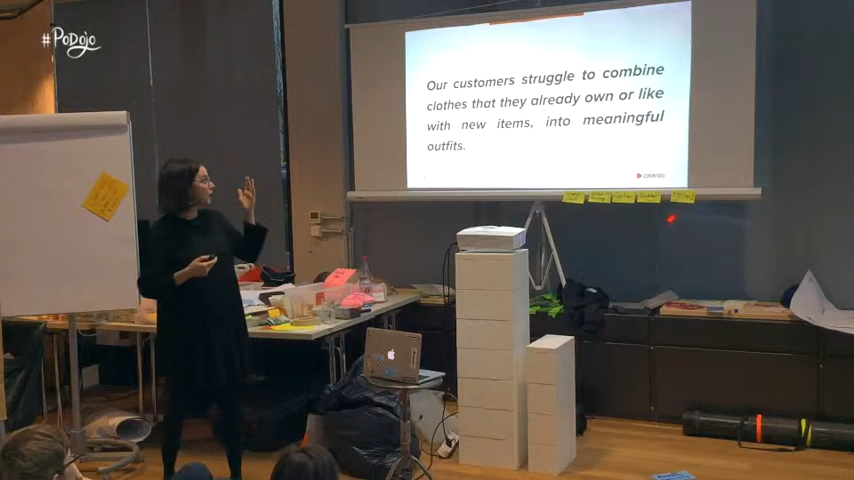 #PoDojo
Our customers struggle to combine
clothes that they already own or like
with new items, into meaningful
outfits.
zalando